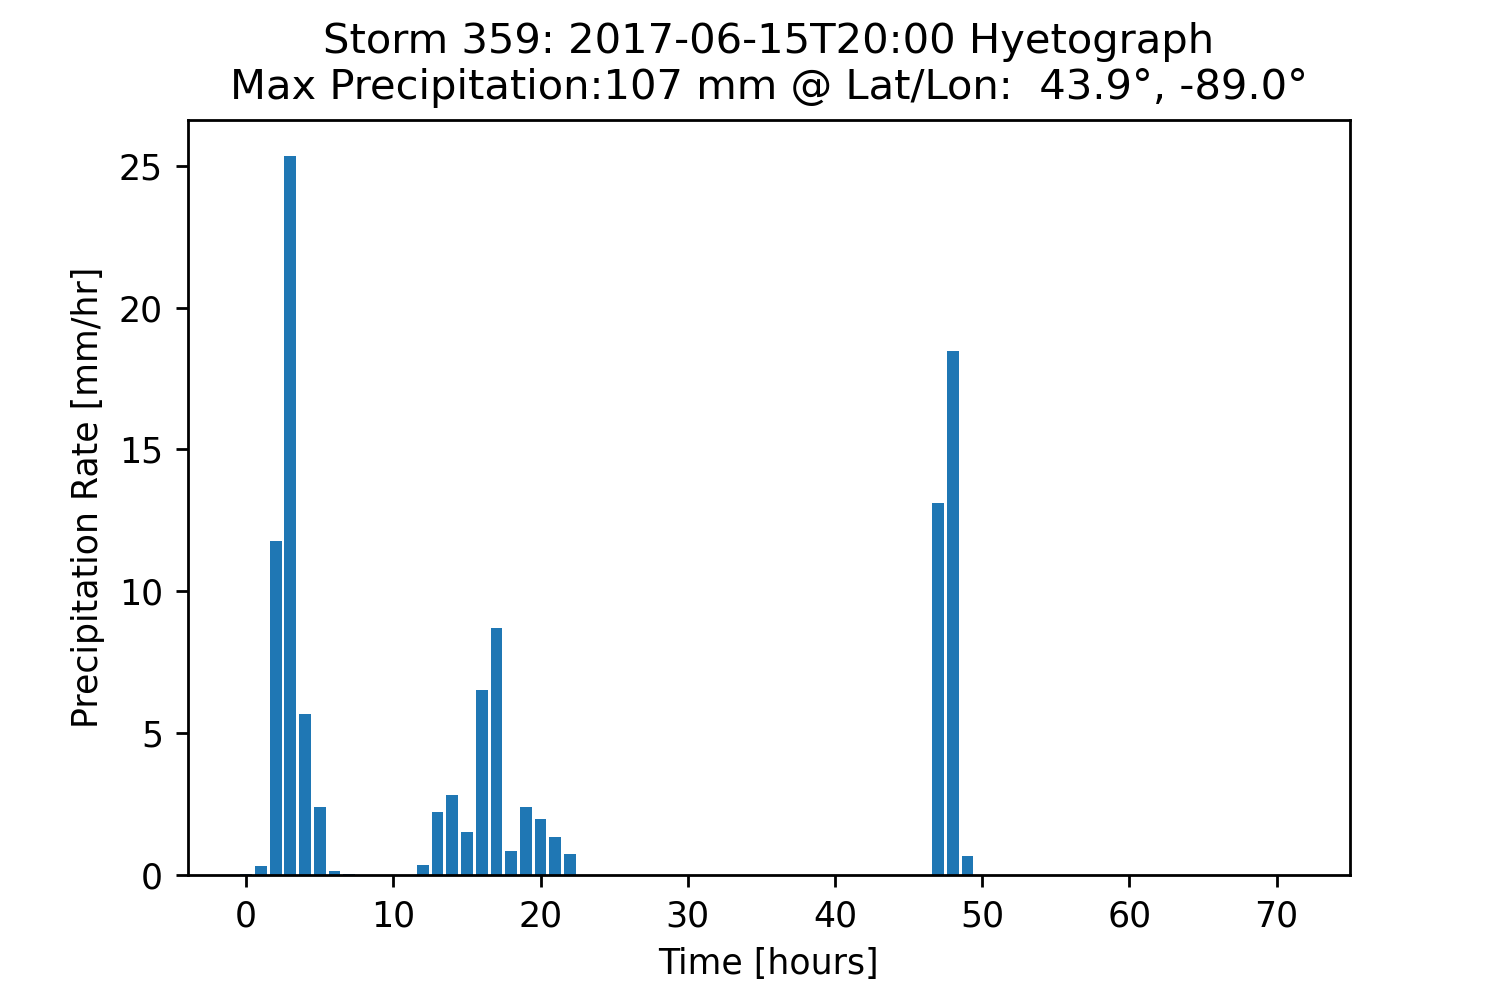 Storm 359: 2017-06-15T20:00 Hyetograph
Max Precipitation:107 mm @ Lat/Lon:  43.9°, -89.0°
Precipitation Rate [mm/hr]
25
20
15
10
5
0
0 10 20 30 40 50 60 70
Time [hours]